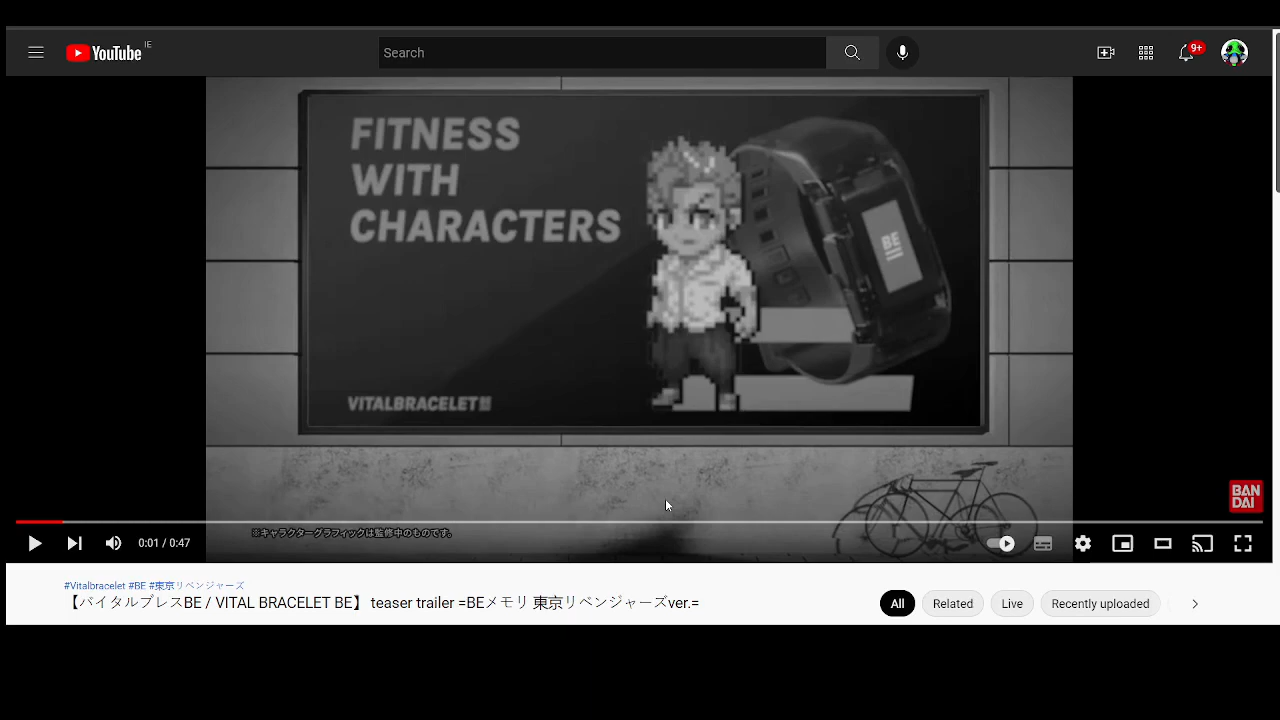 YouTube IE
Search
9+
FITNESS
WITH
CHARACTERS
BE
VITALBRACELET BE
BAN
DAI
※キャラクターグラフィックは監修中のものです。
0:01 / 0:47
#Vitalbracelet #BE #東京リベンジャーズ
【バイタルブレスBE / VITAL BRACELET BE】 teaser trailer =BEメモリ 東京リベンジャーズver.=
All Related Live Recently uploaded